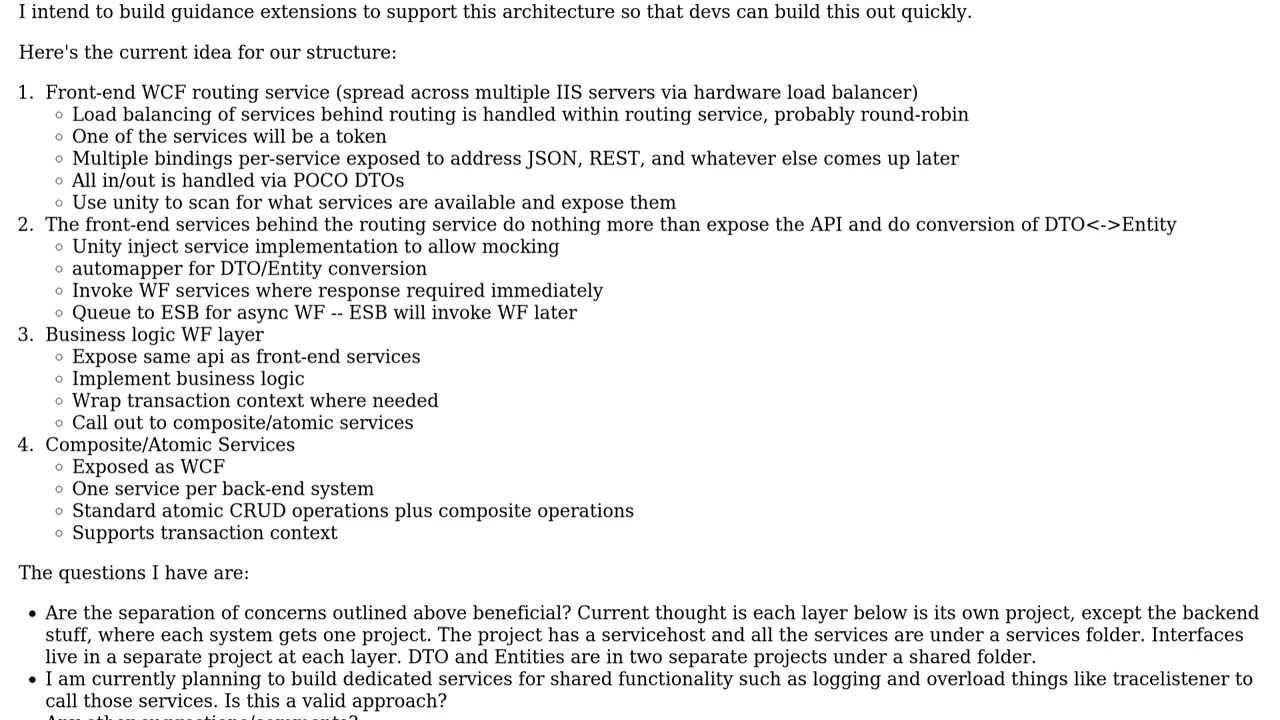 I intend to build guidance extensions to support this architecture so that devs can build this out quickly.
Here's the current idea for our structure:
1. Front-end WCF routing service (spread across multiple IIS servers via hardware load balancer)
◦ Load balancing of services behind routing is handled within routing service, probably round-robin
◦ One of the services will be a token
◦ Multiple bindings per-service exposed to address JSON, REST, and whatever else comes up later
◦ All in/out is handled via POCO DTOs
◦ Use unity to scan for what services are available and expose them
2. The front-end services behind the routing service do nothing more than expose the API and do conversion of DTO<->Entity
◦ Unity inject service implementation to allow mocking
◦ automapper for DTO/Entity conversion
◦ Invoke WF services where response required immediately
◦ Queue to ESB for async WF -- ESB will invoke WF later
3. Business logic WF layer
◦ Expose same api as front-end services
◦ Implement business logic
◦ Wrap transaction context where needed
◦ Call out to composite/atomic services
4. Composite/Atomic Services
◦ Exposed as WCF
◦ One service per back-end system
◦ Standard atomic CRUD operations plus composite operations
◦ Supports transaction context
The questions I have are:
• Are the separation of concerns outlined above beneficial? Current thought is each layer below is its own project, except the backend
stuff, where each system gets one project. The project has a servicehost and all the services are under a services folder. Interfaces
live in a separate project at each layer. DTO and Entities are in two separate projects under a shared folder.
• I am currently planning to build dedicated services for shared functionality such as logging and overload things like tracelistener to
call those services. Is this a valid approach?
Any other suggestions/comments?